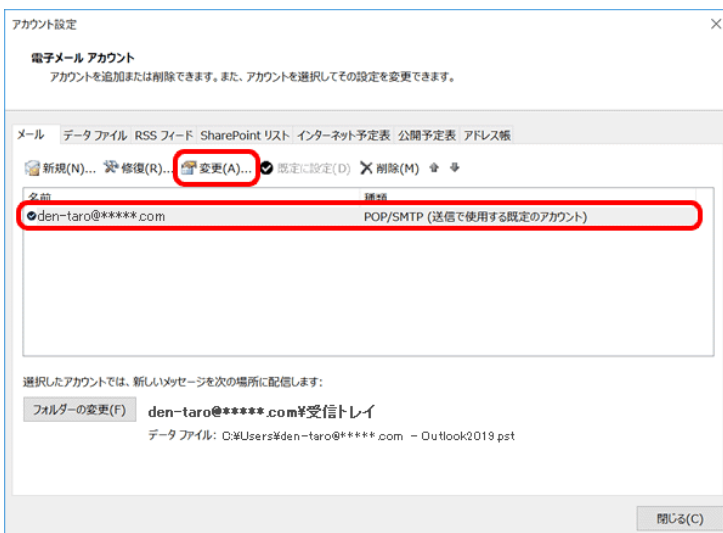 アカウント設定
電子メール アカウント
アカウントを追加または削除できます。また、アカウントを選択してその設定を変更できます。
メール データ ファイル RSS フィード SharePoint リスト インターネット予定表 公開予定表 アドレス帳
新規(N)... 修復(R)... 変更(A)... 既定に設定(D) 削除(M)
名前 種類
den-taro@*****.com POP/SMTP (送信で使用する既定のアカウント)
選択したアカウントでは、新しいメッセージを次の場所に配信します:
フォルダーの変更(F) den-taro@*****.com¥受信トレイ
データ ファイル: C:¥Users¥den-taro@*****.com - Outlook2019.pst
閉じる(C)